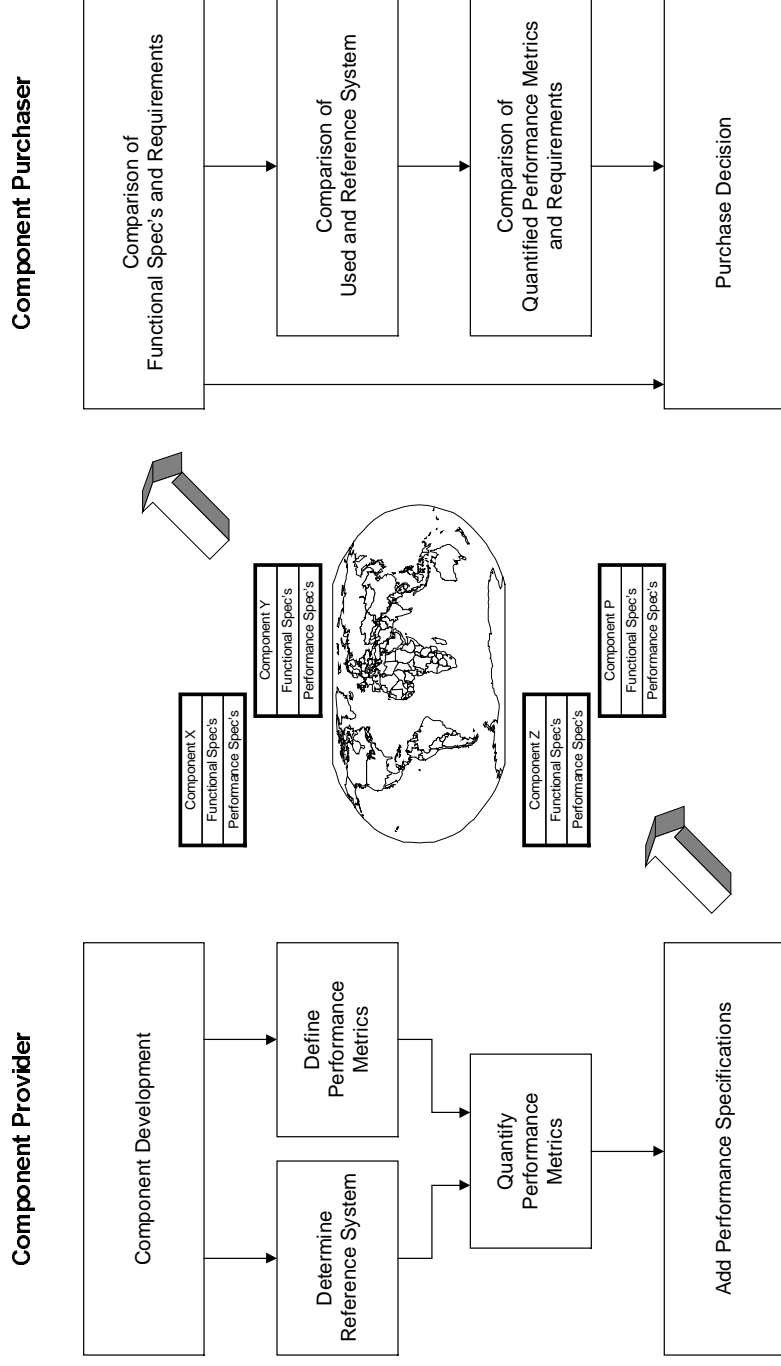 Component Provider
Component Development
Determine
Reference System
Define
Performance
Metrics
Quantify
Performance
Metrics
Add Performance Specifications
Component X
Functional Spec's
Performance Spec's
Component Y
Functional Spec's
Performance Spec's
Component Z
Functional Spec's
Performance Spec's
Component P
Functional Spec's
Performance Spec's
Component Purchaser
Comparison of
Functional Spec's and Requirements
Comparison of
Used and Reference System
Comparison of
Quantified Performance Metrics
and Requirements
Purchase Decision